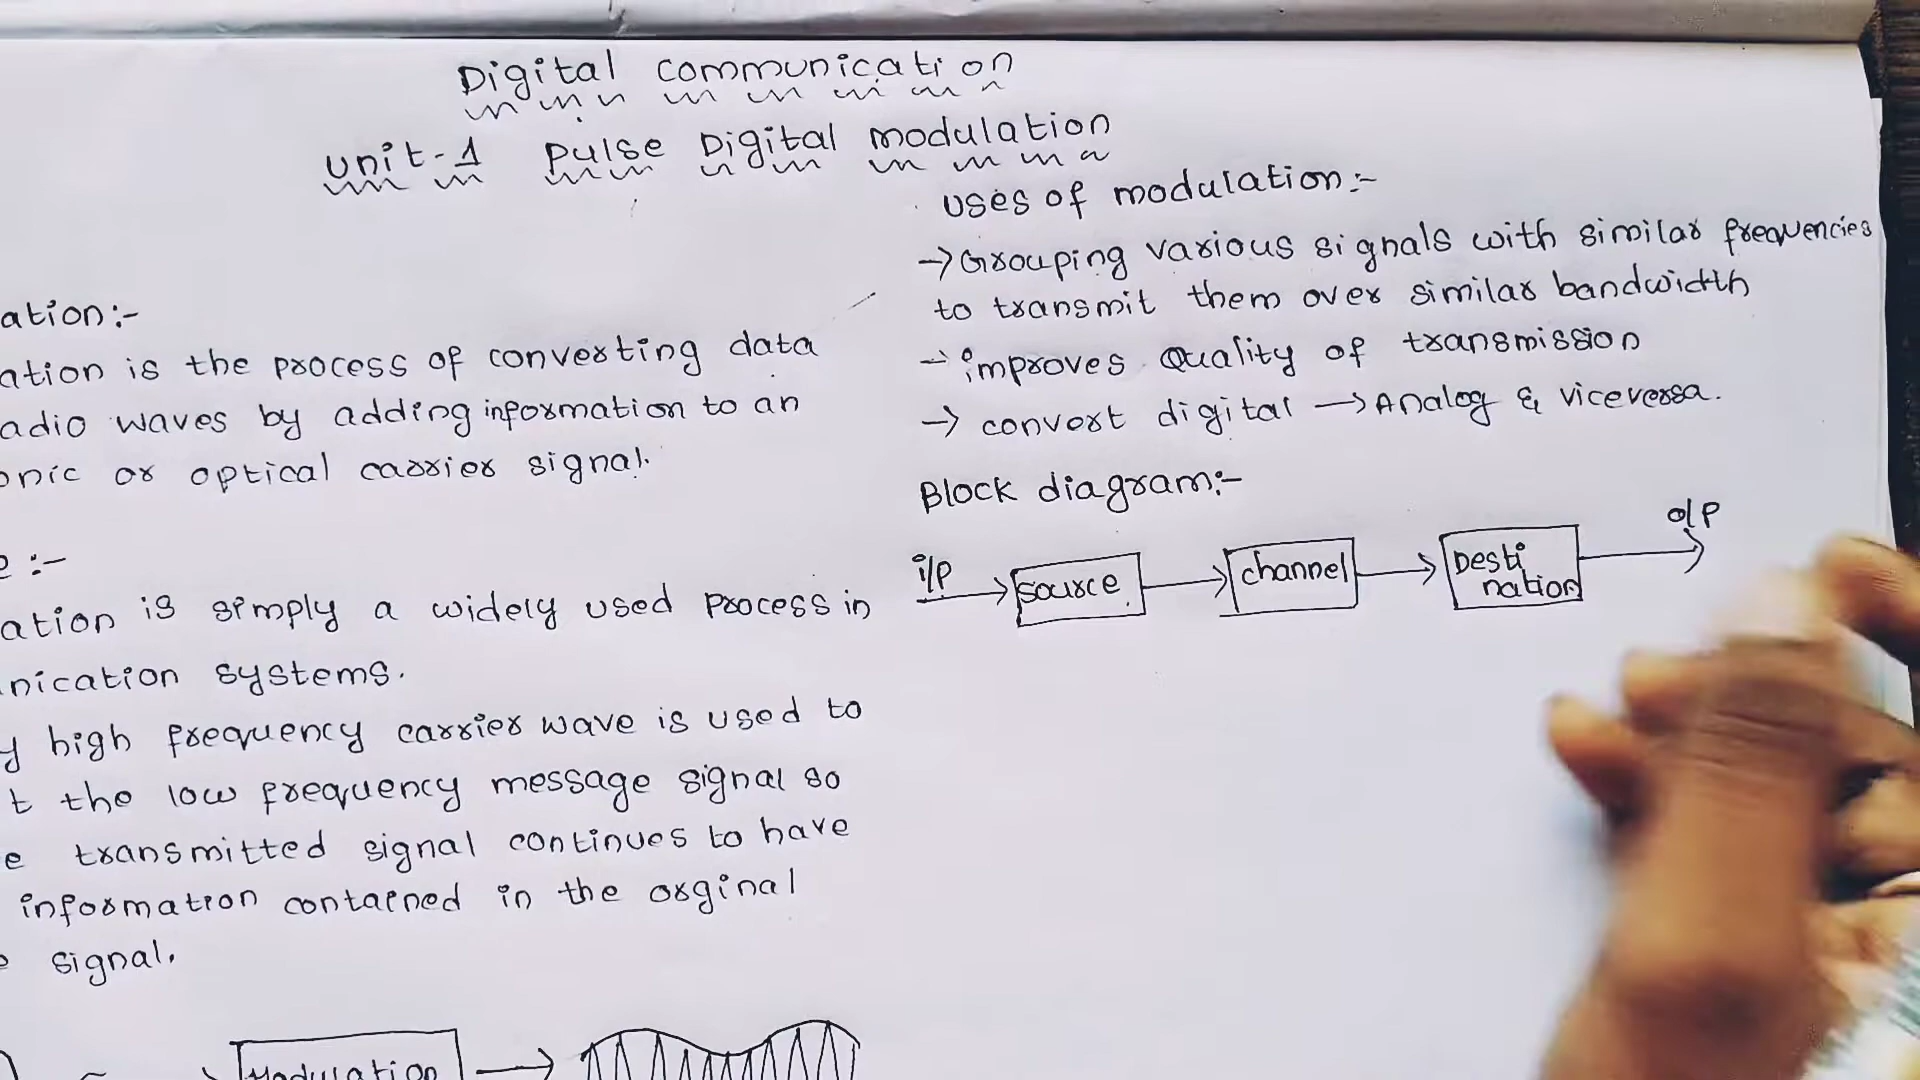 Digital communication
unit-1 pulse Digital modulation
ation:-
ation is the process of converting data
adio waves by adding information to an
onic or optical carrier signal.
e :-
ation is simply a widely used process in
nication systems.
y high frequency carrier wave is used to
t the low frequency message signal so
e transmitted signal continues to have
information contained in the orginal
e signal.
Modulation
uses of modulation:-
→Grouping various signals with similar frequencies
to transmit them over similar bandwidth
→ improves Quality of transmission
→ convert digital → Analog & viceversa.
Block diagram:-
i/p source channel Desti o/p
nation